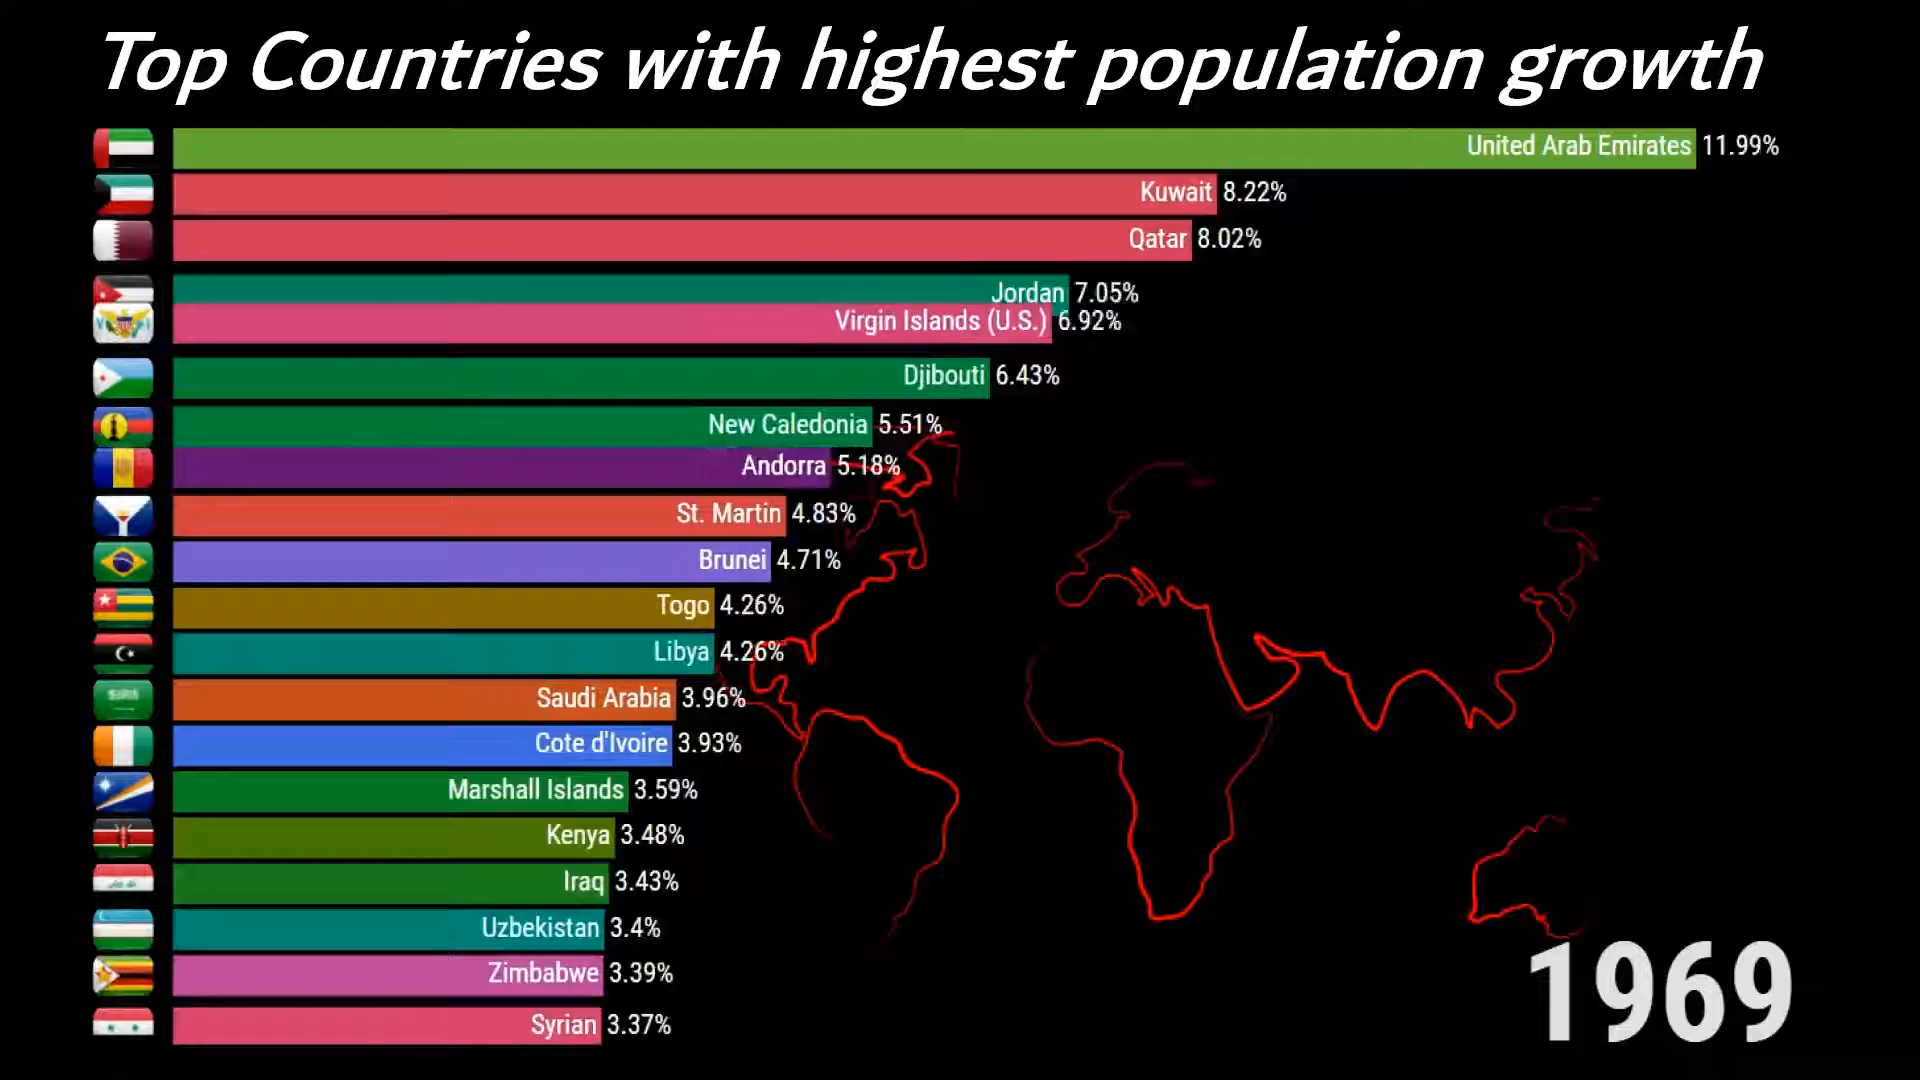 Top Countries with highest population growth
United Arab Emirates 11.99%
Kuwait 8.22%
Qatar 8.02%
Jordan 7.05%
Virgin Islands (U.S.) 6.92%
Djibouti 6.43%
New Caledonia 5.51%
Andorra 5.18%
St. Martin 4.83%
Brunei 4.71%
Togo 4.26%
Libya 4.26%
Saudi Arabia 3.96%
Cote d'Ivoire 3.93%
Marshall Islands 3.59%
Kenya 3.48%
Iraq 3.43%
Uzbekistan 3.4%
Zimbabwe 3.39%
Syrian 3.37%
1969